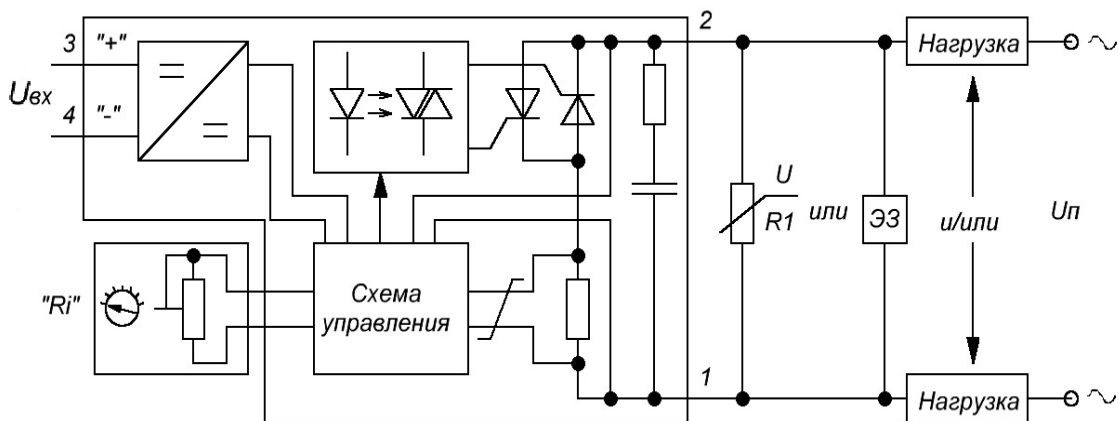 3 "+"
2
Нагрузка
Uвх
4 "-"
U
R1 или
ЭЗ
и/или
Uп
"Ri"
Схема
управления
1
Нагрузка